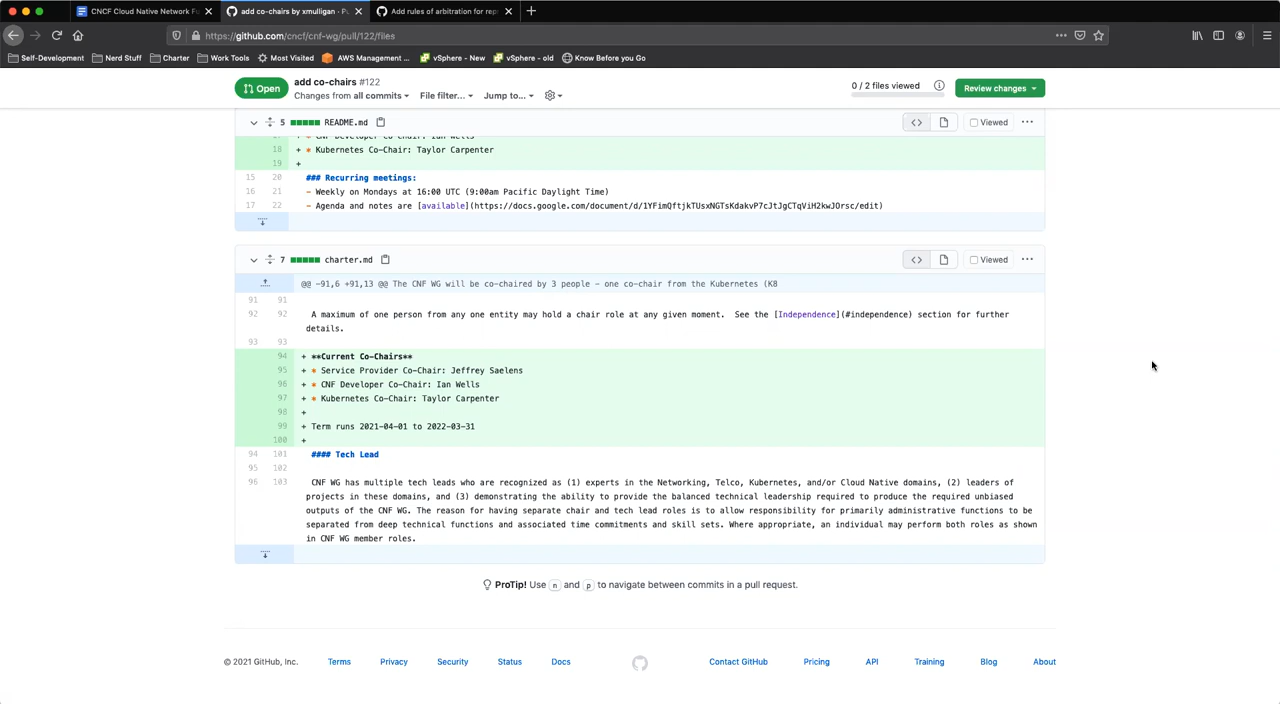 CNCF Cloud Native Network Fu
add co-chairs by xmulligan · Pu
Add rules of arbitration for rep
https://github.com/cncf/cnf-wg/pull/122/files
Self-Development
Nerd Stuff
Charter
Work Tools
Most Visited
AWS Management ...
vSphere - New
vSphere - old
Know Before you Go
Open
add co-chairs #122
Changes from all commits
File filter...
Jump to...
0 / 2 files viewed
Review changes
5 README.md
Viewed
+ * CNF Developer Co-Chair: Ian Wells
18 + * Kubernetes Co-Chair: Taylor Carpenter
19 +
15 20 ### Recurring meetings:
16 21 - Weekly on Mondays at 16:00 UTC (9:00am Pacific Daylight Time)
17 22 - Agenda and notes are [available](https://docs.google.com/document/d/1YFimQftjkTUsxNGTsKdakvP7cJtJgCTqViH2kwJOrsc/edit)
7 charter.md
Viewed
@@ -91,6 +91,13 @@ The CNF WG will be co-chaired by 3 people – one co-chair from the Kubernetes (K8
91 91
92 92 A maximum of one person from any one entity may hold a chair role at any given moment. See the [Independence](#independence) section for further
details.
93 93
94 + **Current Co-Chairs**
95 + * Service Provider Co-Chair: Jeffrey Saelens
96 + * CNF Developer Co-Chair: Ian Wells
97 + * Kubernetes Co-Chair: Taylor Carpenter
98 +
99 + Term runs 2021-04-01 to 2022-03-31
100 +
94 101 #### Tech Lead
95 102
96 103 CNF WG has multiple tech leads who are recognized as (1) experts in the Networking, Telco, Kubernetes, and/or Cloud Native domains, (2) leaders of
projects in these domains, and (3) demonstrating the ability to provide the balanced technical leadership required to produce the required unbiased
outputs of the CNF WG. The reason for having separate chair and tech lead roles is to allow responsibility for primarily administrative functions to be
separated from deep technical functions and associated time commitments and skill sets. Where appropriate, an individual may perform both roles as shown
in CNF WG member roles.
ProTip! Use n and p to navigate between commits in a pull request.
© 2021 GitHub, Inc.
Terms
Privacy
Security
Status
Docs
Contact GitHub
Pricing
API
Training
Blog
About